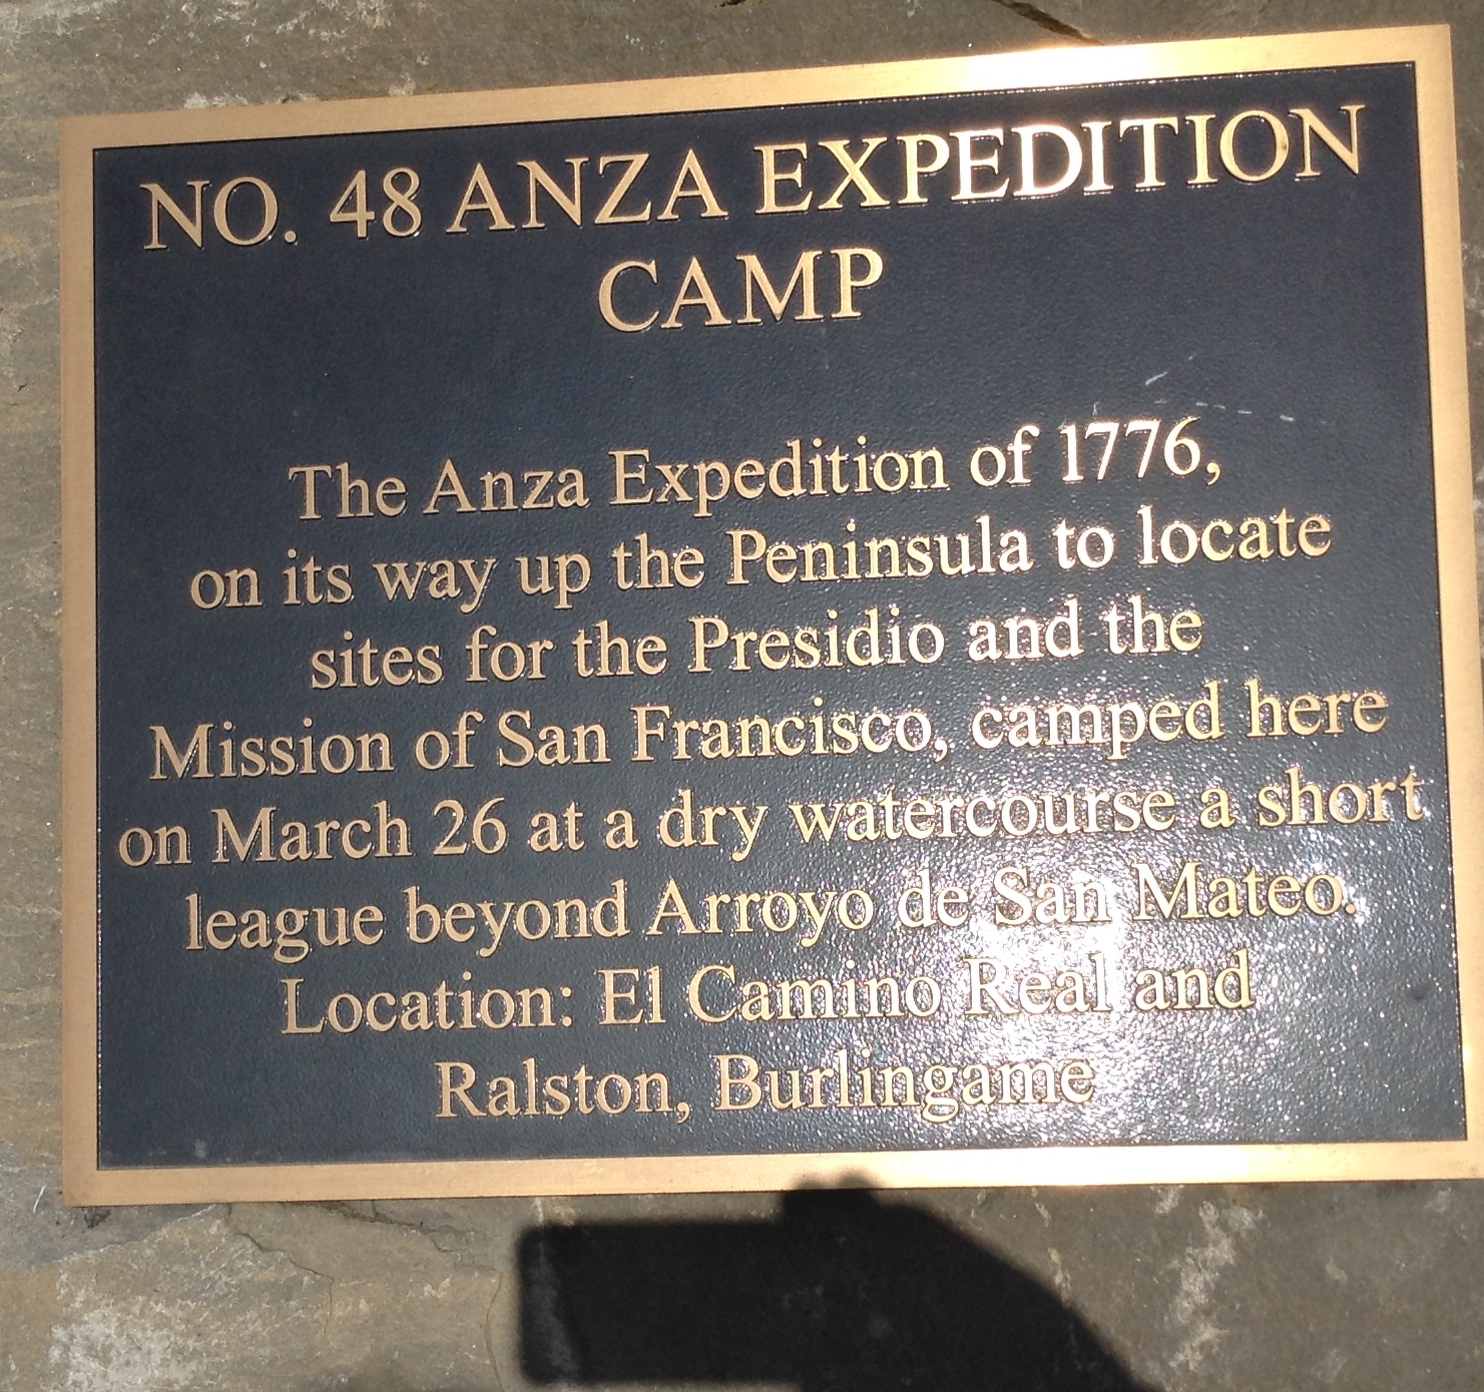 NO. 48 ANZA EXPEDITION
CAMP
The Anza Expedition of 1776,
on its way up the Peninsula to locate
sites for the Presidio and the
Mission of San Francisco, camped here
on March 26 at a dry watercourse a short
league beyond Arroyo de San Mateo.
Location: El Camino Real and
Ralston, Burlingame